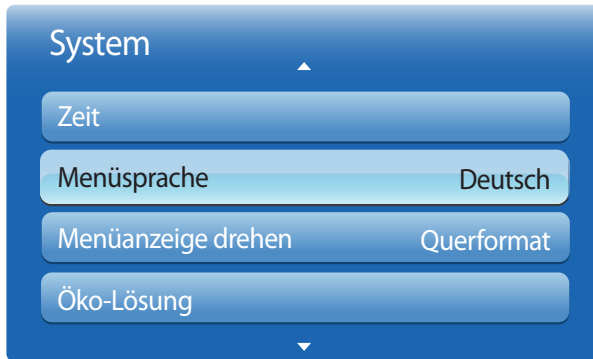 System
Zeit
Menüsprache Deutsch
Menüanzeige drehen Querformat
Öko-Lösung